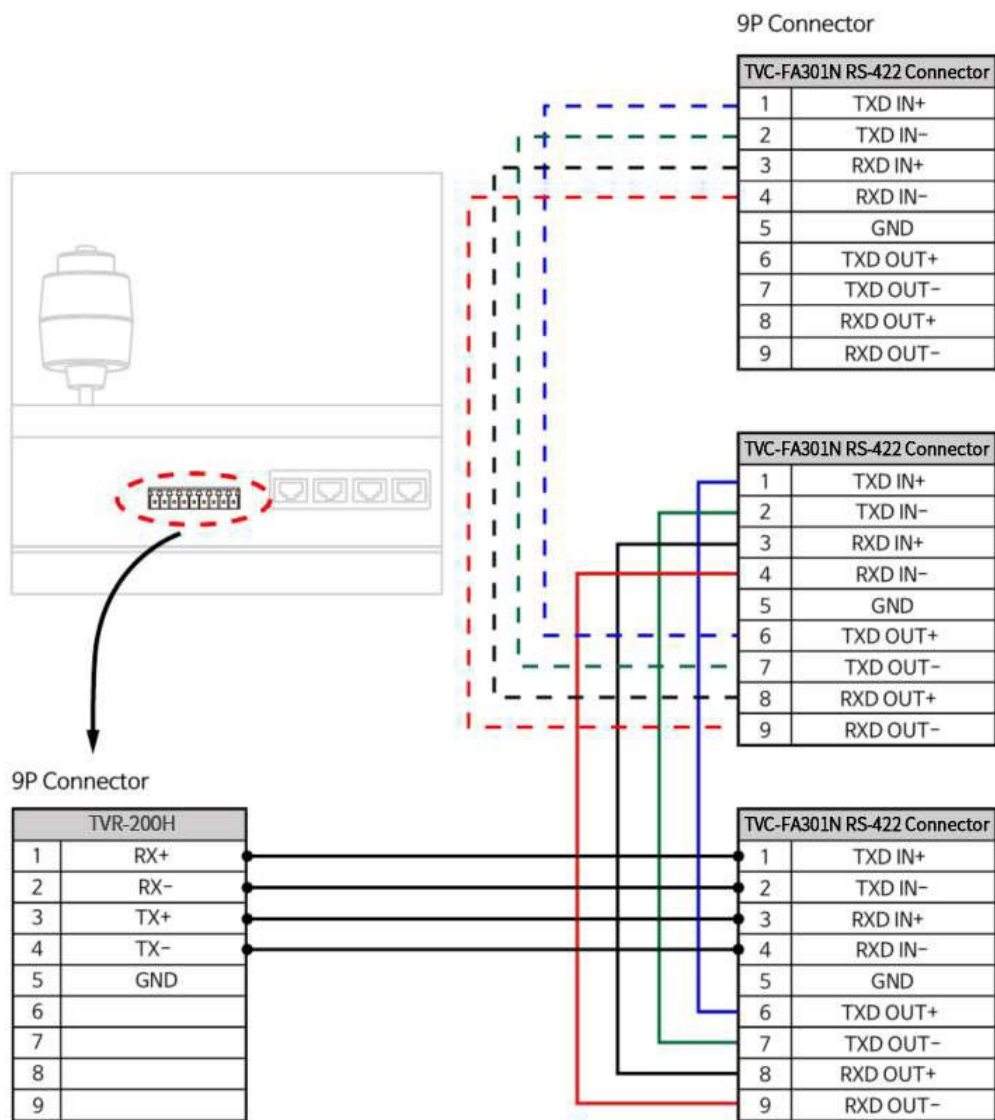 9P Connector
TVC-FA301N RS-422 Connector
1 TXD IN+
2 TXD IN-
3 RXD IN+
4 RXD IN-
5 GND
6 TXD OUT+
7 TXD OUT-
8 RXD OUT+
9 RXD OUT-
TVC-FA301N RS-422 Connector
1 TXD IN+
2 TXD IN-
3 RXD IN+
4 RXD IN-
5 GND
6 TXD OUT+
7 TXD OUT-
8 RXD OUT+
9 RXD OUT-
9P Connector
TVR-200H
1 RX+
2 RX-
3 TX+
4 TX-
5 GND
6
7
8
9
TVC-FA301N RS-422 Connector
1 TXD IN+
2 TXD IN-
3 RXD IN+
4 RXD IN-
5 GND
6 TXD OUT+
7 TXD OUT-
8 RXD OUT+
9 RXD OUT-